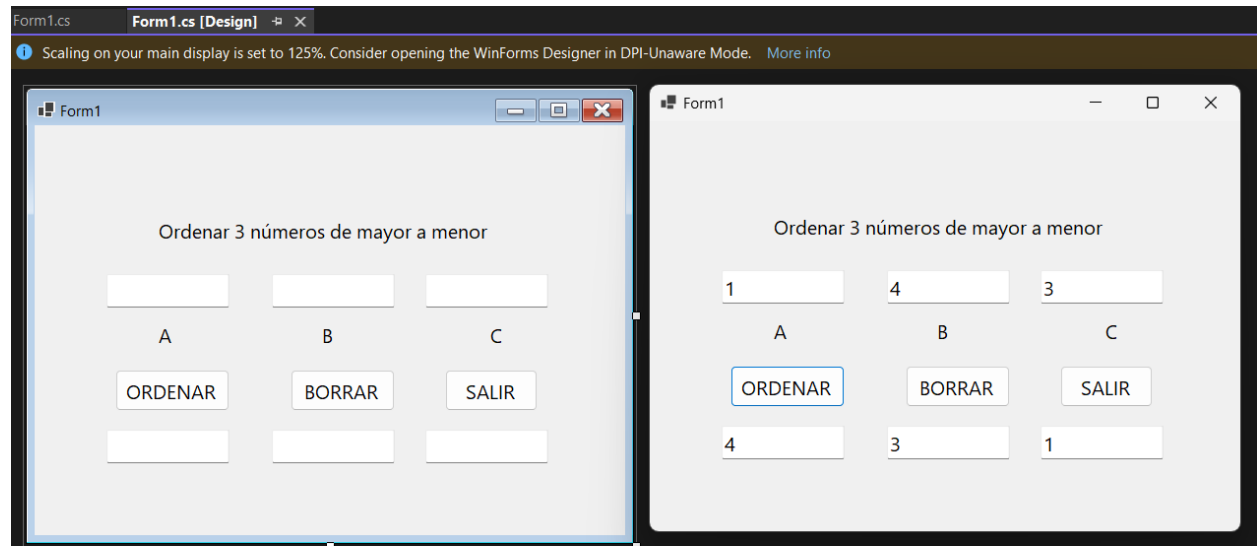 Form1.cs Form1.cs [Design]
Scaling on your main display is set to 125%. Consider opening the WinForms Designer in DPI-Unaware Mode. More info
Form1
Ordenar 3 números de mayor a menor
A B C
ORDENAR BORRAR SALIR
Form1
Ordenar 3 números de mayor a menor
1 4 3
A B C
ORDENAR BORRAR SALIR
4 3 1